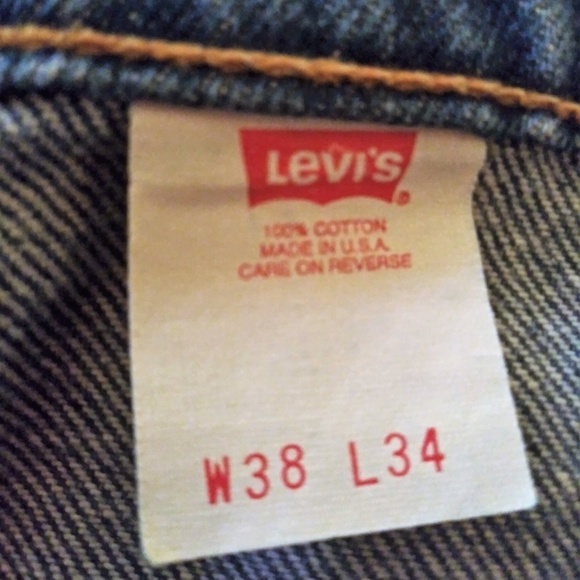 LEVI'S®
100% COTTON
MADE IN U.S.A.
CARE ON REVERSE
W38 L34